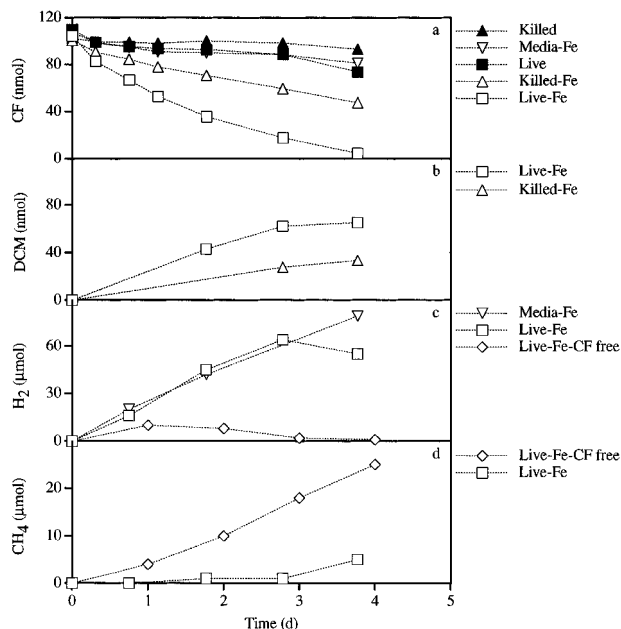 120
80
40
0
CF (nmol)
a
Killed
Media-Fe
Live
Killed-Fe
Live-Fe
80
40
0
DCM (nmol)
b
Live-Fe
Killed-Fe
60
30
0
H2 (µmol)
c
Media-Fe
Live-Fe
Live-Fe-CF free
20
10
0
CH4 (µmol)
d
Live-Fe-CF free
Live-Fe
0 1 2 3 4 5
Time (d)